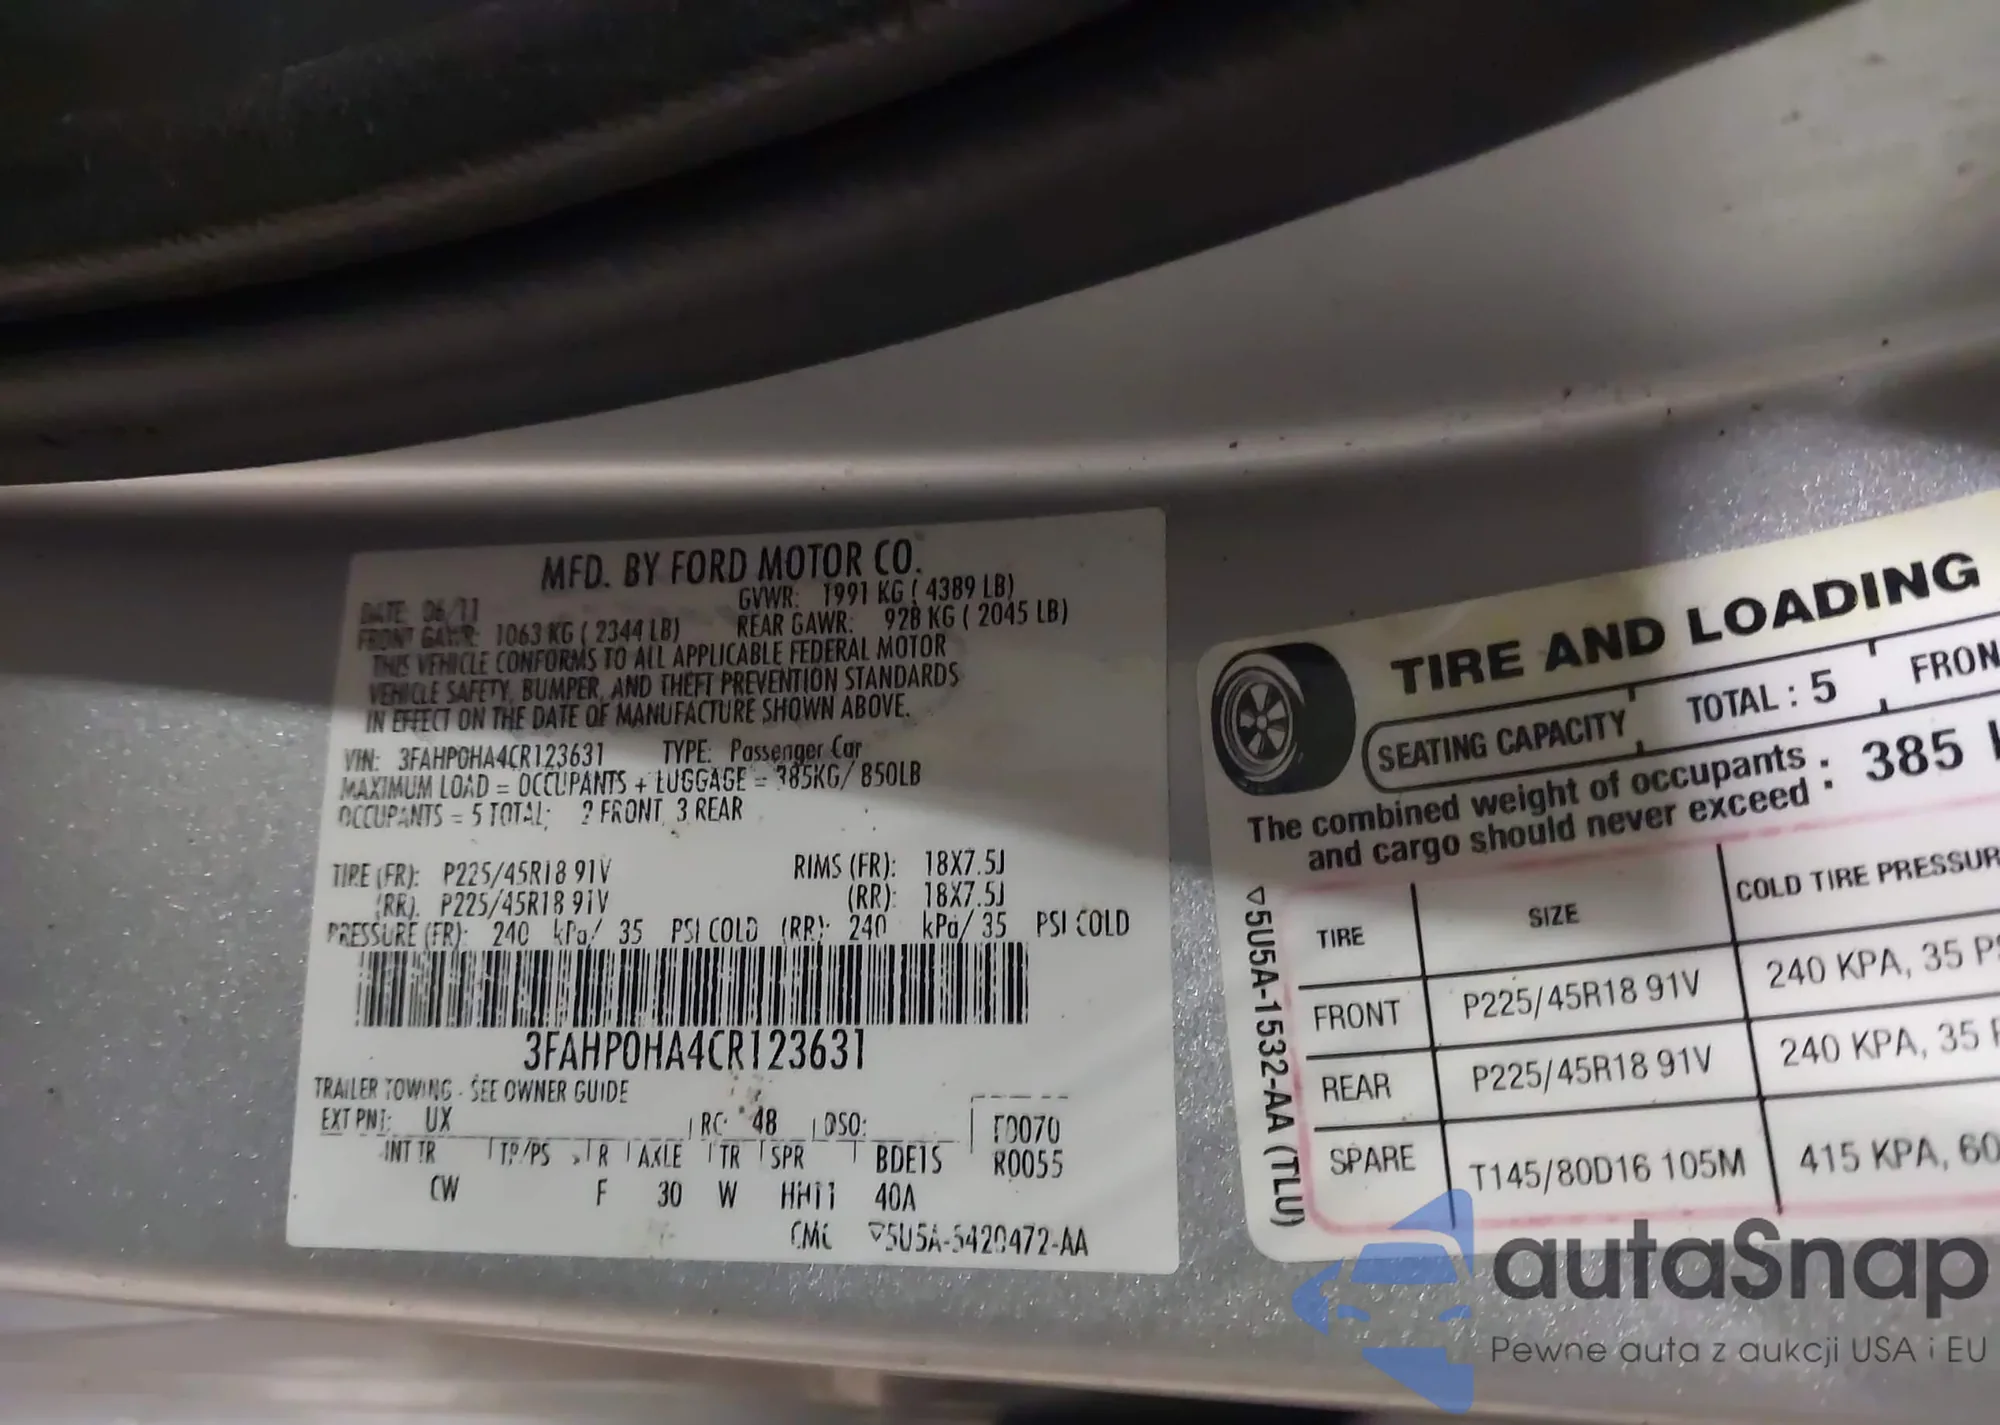 MFD. BY FORD MOTOR CO.
DATE: 06/11
GVWR: 1991 KG ( 4389 LB)
FRONT GAWR: 1063 KG ( 2344 LB)
REAR GAWR: 928 KG ( 2045 LB)
THIS VEHICLE CONFORMS TO ALL APPLICABLE FEDERAL MOTOR
VEHICLE SAFETY, BUMPER, AND THEFT PREVENTION STANDARDS
IN EFFECT ON THE DATE OF MANUFACTURE SHOWN ABOVE.
VIN: 3FAHP0HA4CR123631 TYPE: Passenger Car
MAXIMUM LOAD = OCCUPANTS + LUGGAGE = 385KG/ 850LB
OCCUPANTS = 5 TOTAL; 2 FRONT, 3 REAR
TIRE (FR): P225/45R18 91V RIMS (FR): 18X7.5J
(RR). P225/45R18 91V (RR): 18X7.5J
PRESSURE (FR): 240 kPa/ 35 PSI COLD (RR): 240 kPa/ 35 PSI COLD
3FAHP0HA4CR123631
TRAILER TOWING - SEE OWNER GUIDE
EXT PNT: UX RC: 48 DSO:
INT TR TP/PS R AXLE TR SPR BDE1S
CW F 30 W HH11 40A
F0070
R0055
CMC ▽5U5A-5420472-AA
TIRE AND LOADING
SEATING CAPACITY TOTAL : 5 FRON
The combined weight of occupants
and cargo should never exceed : 385
TIRE SIZE COLD TIRE PRESSUR
FRONT P225/45R18 91V 240 KPA, 35 PS
REAR P225/45R18 91V 240 KPA, 35 P
SPARE T145/80D16 105M 415 KPA, 60
▽5U5A-1532-AA (TLU)
autaSnap
Pewne auta z aukcji USA i EU